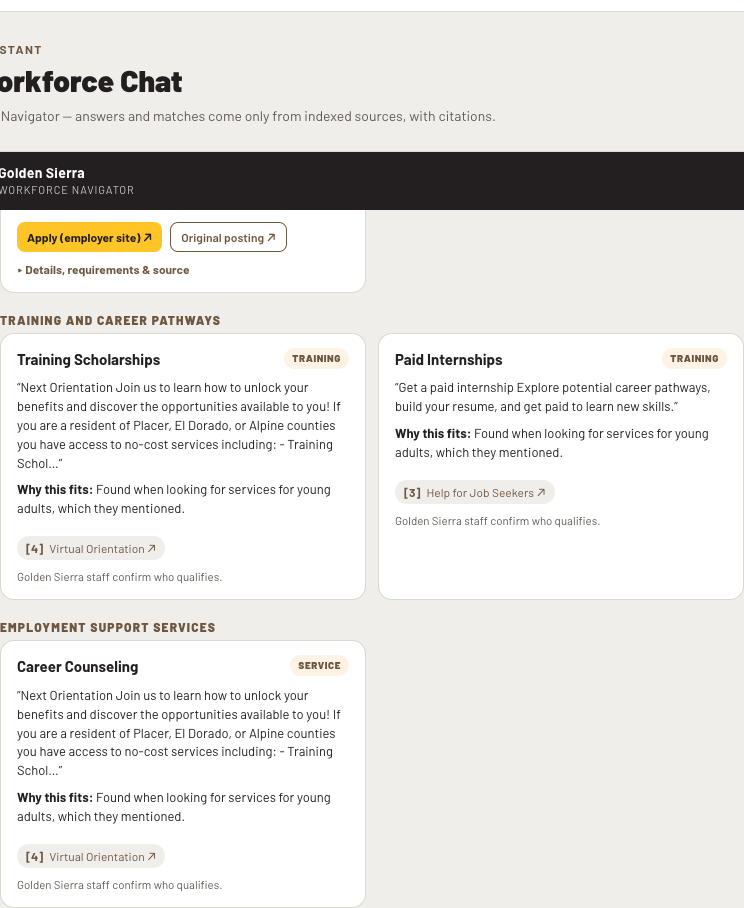 STANT
orkforce Chat
Navigator — answers and matches come only from indexed sources, with citations.
Golden Sierra
WORKFORCE NAVIGATOR
Apply (employer site) ↗
Original posting ↗
▸ Details, requirements & source
TRAINING AND CAREER PATHWAYS
Training Scholarships
TRAINING
“Next Orientation Join us to learn how to unlock your
benefits and discover the opportunities available to you! If
you are a resident of Placer, El Dorado, or Alpine counties
you have access to no-cost services including: - Training
Schol…”
Why this fits: Found when looking for services for young
adults, which they mentioned.
[4] Virtual Orientation ↗
Golden Sierra staff confirm who qualifies.
Paid Internships
TRAINING
“Get a paid internship Explore potential career pathways,
build your resume, and get paid to learn new skills.”
Why this fits: Found when looking for services for young
adults, which they mentioned.
[3] Help for Job Seekers ↗
Golden Sierra staff confirm who qualifies.
EMPLOYMENT SUPPORT SERVICES
Career Counseling
SERVICE
“Next Orientation Join us to learn how to unlock your
benefits and discover the opportunities available to you! If
you are a resident of Placer, El Dorado, or Alpine counties
you have access to no-cost services including: - Training
Schol…”
Why this fits: Found when looking for services for young
adults, which they mentioned.
[4] Virtual Orientation ↗
Golden Sierra staff confirm who qualifies.